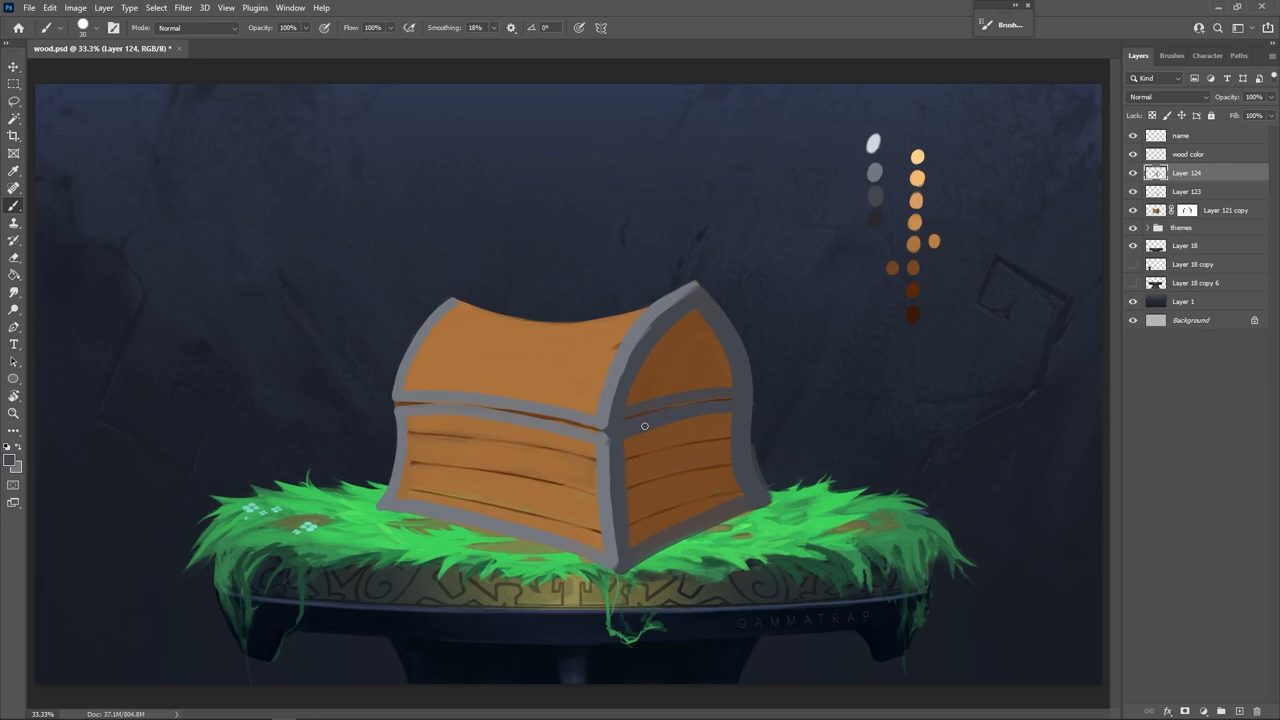 File Edit Image Layer Type Select Filter 3D View Plugins Window Help
30 Mode: Normal Opacity: 100% Flow: 100% Smoothing: 18% 0°
Brush...
wood.psd @ 33.3% (Layer 124, RGB/8) *
Layers Brushes Character Paths
Kind
Normal Opacity: 100%
Lock: Fill: 100%
name
wood color
Layer 124
Layer 123
Layer 121 copy
themes
Layer 18
Layer 18 copy
Layer 18 copy 6
Layer 1
Background
GAMMATRAP
33.33% Doc: 37.1M/804.8M